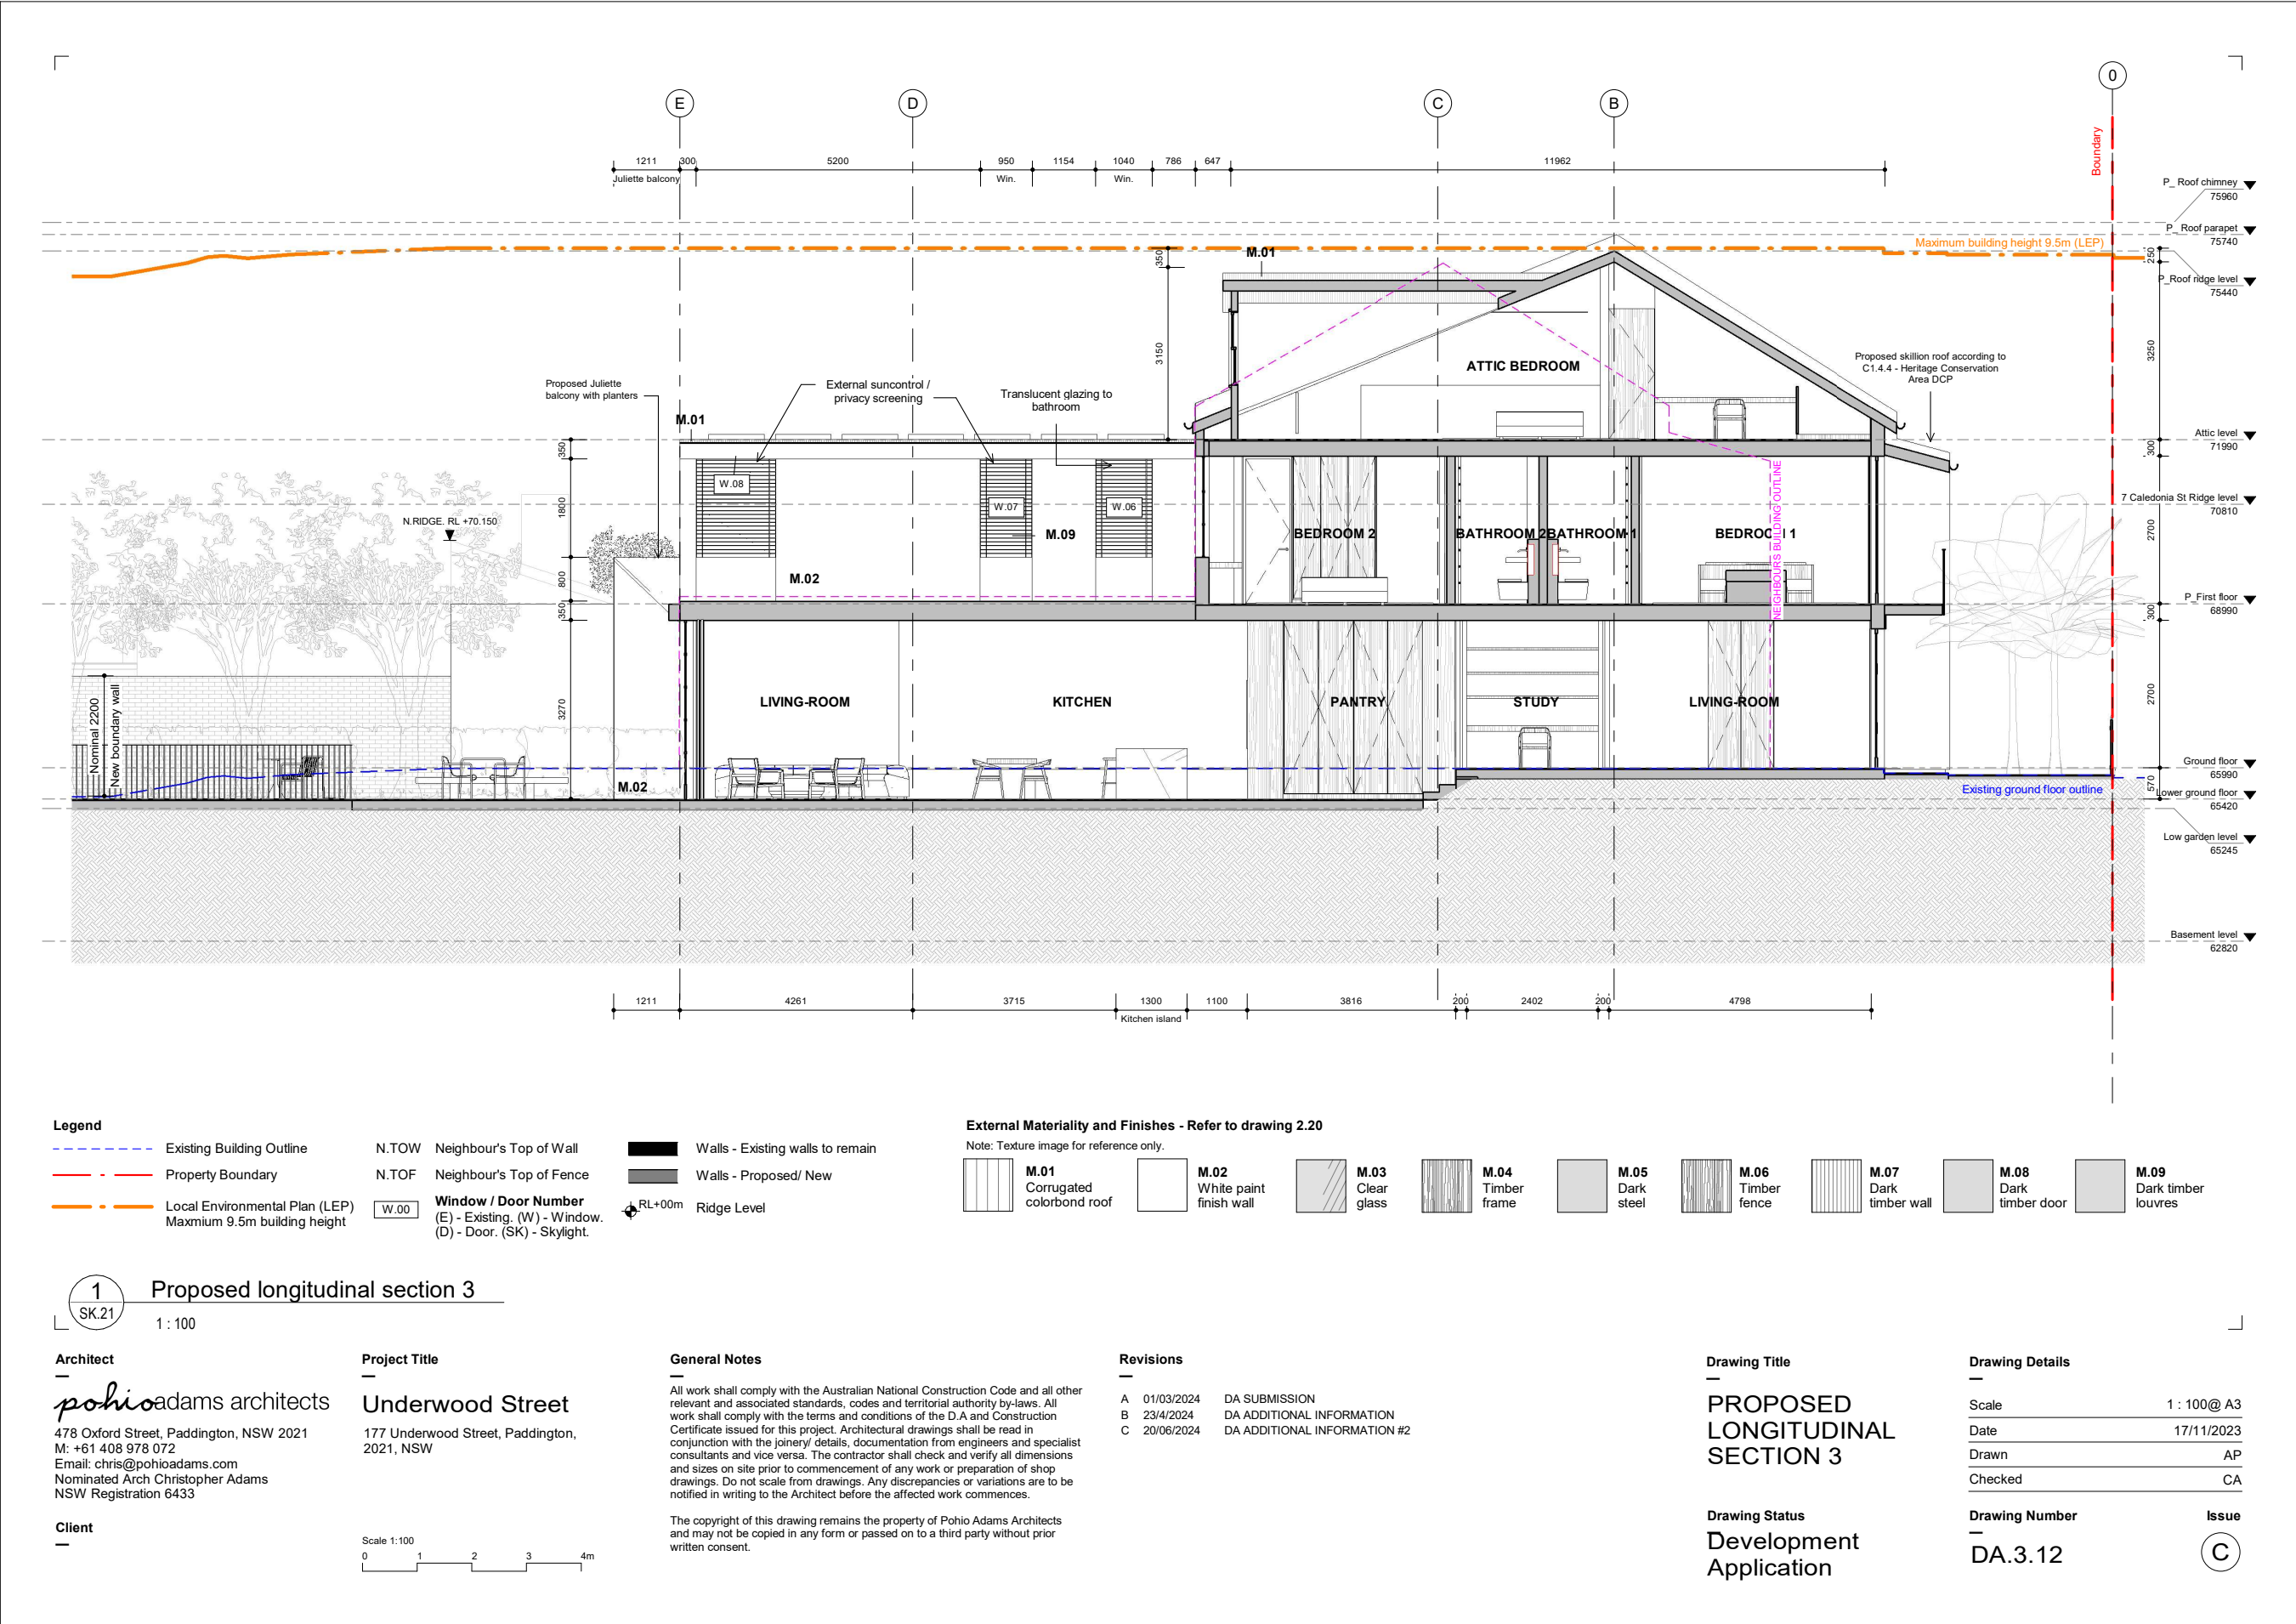 E
D
C
B
0
Boundary
1211
300
5200
950
1154
1040
786
647
11962
Juliette balcony
Win.
Win.
P_ Roof chimney
75960
P_ Roof parapet
75740
Maximum building height 9.5m (LEP)
250
P_Roof ridge level
75440
350
M.01
3150
3250
ATTIC BEDROOM
Proposed skillion roof according to
C1.4.4 - Heritage Conservation
Area DCP
Proposed Juliette
balcony with planters
External suncontrol /
privacy screening
Translucent glazing to
bathroom
M.01
350
Attic level
71990
300
W.08
W.07
W.06
1800
N.RIDGE. RL +70.150
7 Caledonia St Ridge level
70810
M.09
BEDROOM 2
BATHROOM 2
BATHROOM 1
BEDROOM 1
2700
NEIGHBOURS BUILDING OUTLINE
M.02
800
350
P_First floor
68990
300
Nominal 2200
New boundary wall
3270
LIVING-ROOM
KITCHEN
PANTRY
STUDY
LIVING-ROOM
2700
M.02
Ground floor
65990
Existing ground floor outline
570
Lower ground floor
65420
Low garden level
65245
Basement level
62820
1211
4261
3715
1300
1100
3816
200
2402
200
4798
Kitchen island
Legend
Existing Building Outline
Property Boundary
Local Environmental Plan (LEP)
Maxmium 9.5m building height
N.TOW
Neighbour's Top of Wall
N.TOF
Neighbour's Top of Fence
W.00
Window / Door Number
(E) - Existing. (W) - Window.
(D) - Door. (SK) - Skylight.
Walls - Existing walls to remain
Walls - Proposed/ New
RL+00m
Ridge Level
External Materiality and Finishes - Refer to drawing 2.20
Note: Texture image for reference only.
M.01
Corrugated
colorbond roof
M.02
White paint
finish wall
M.03
Clear
glass
M.04
Timber
frame
M.05
Dark
steel
M.06
Timber
fence
M.07
Dark
timber wall
M.08
Dark
timber door
M.09
Dark timber
louvres
1
SK.21
Proposed longitudinal section 3
1 : 100
Architect
pohioadams architects
478 Oxford Street, Paddington, NSW 2021
M: +61 408 978 072
Email: chris@pohioadams.com
Nominated Arch Christopher Adams
NSW Registration 6433
Client
Project Title
Underwood Street
177 Underwood Street, Paddington,
2021, NSW
Scale 1:100
0 1 2 3 4m
General Notes
All work shall comply with the Australian National Construction Code and all other
relevant and associated standards, codes and territorial authority by-laws. All
work shall comply with the terms and conditions of the D.A and Construction
Certificate issued for this project. Architectural drawings shall be read in
conjunction with the joinery/ details, documentation from engineers and specialist
consultants and vice versa. The contractor shall check and verify all dimensions
and sizes on site prior to commencement of any work or preparation of shop
drawings. Do not scale from drawings. Any discrepancies or variations are to be
notified in writing to the Architect before the affected work commences.
The copyright of this drawing remains the property of Pohio Adams Architects
and may not be copied in any form or passed on to a third party without prior
written consent.
Revisions
A 01/03/2024 DA SUBMISSION
B 23/4/2024 DA ADDITIONAL INFORMATION
C 20/06/2024 DA ADDITIONAL INFORMATION #2
Drawing Title
PROPOSED
LONGITUDINAL
SECTION 3
Drawing Status
Development
Application
Drawing Details
Scale 1 : 100@ A3
Date 17/11/2023
Drawn AP
Checked CA
Drawing Number
DA.3.12
Issue
C